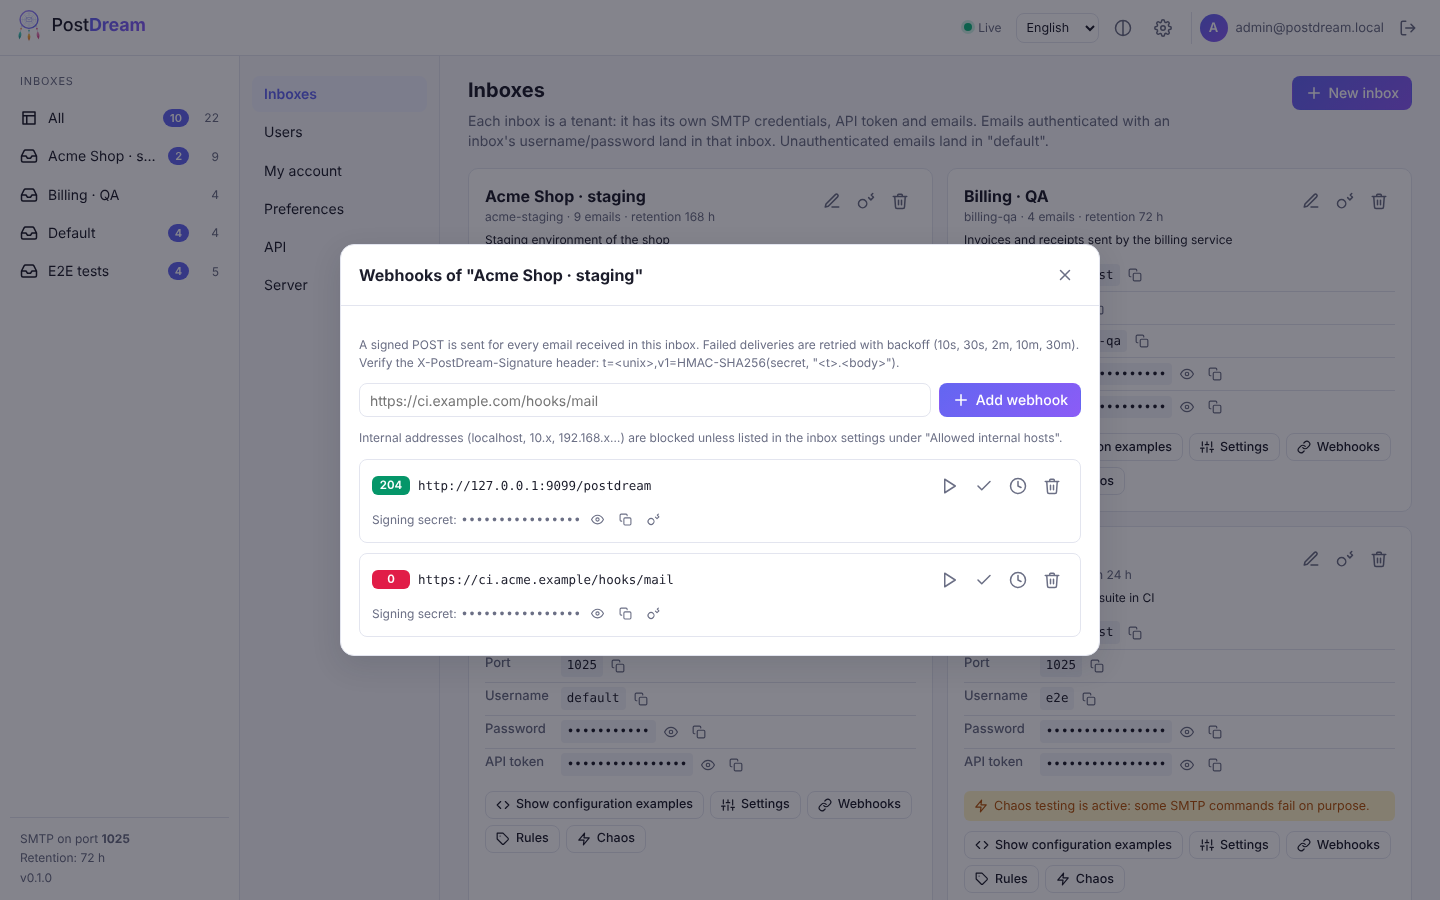 PostDream
Live
English
A
admin@postdream.local
INBOXES
All
10
22
Acme Shop · s...
2
9
Billing · QA
4
Default
4
4
E2E tests
4
5
SMTP on port 1025
Retention: 72 h
v0.1.0
Inboxes
Users
My account
Preferences
API
Server
Inboxes
New inbox
Each inbox is a tenant: it has its own SMTP credentials, API token and emails. Emails authenticated with an
inbox's username/password land in that inbox. Unauthenticated emails land in "default".
Acme Shop · staging
acme-staging · 9 emails · retention 168 h
Staging environment of the shop
Billing · QA
billing-qa · 4 emails · retention 72 h
Invoices and receipts sent by the billing service
Settings
Webhooks
Webhooks of "Acme Shop · staging"
A signed POST is sent for every email received in this inbox. Failed deliveries are retried with backoff (10s, 30s, 2m, 10m, 30m).
Verify the X-PostDream-Signature header: t=<unix>,v1=HMAC-SHA256(secret, "<t>.<body>").
https://ci.example.com/hooks/mail
Add webhook
Internal addresses (localhost, 10.x, 192.168.x...) are blocked unless listed in the inbox settings under "Allowed internal hosts".
204
http://127.0.0.1:9099/postdream
Signing secret: ••••••••••••••••
0
https://ci.acme.example/hooks/mail
Signing secret: ••••••••••••••••
24 h
suite in CI
Port
1025
Username
default
Password
•••••••••••
API token
••••••••••••••••
Show configuration examples
Settings
Webhooks
Rules
Chaos
Port
1025
Username
e2e
Password
••••••••••••••••
API token
••••••••••••••••
Chaos testing is active: some SMTP commands fail on purpose.
Show configuration examples
Settings
Webhooks
Rules
Chaos